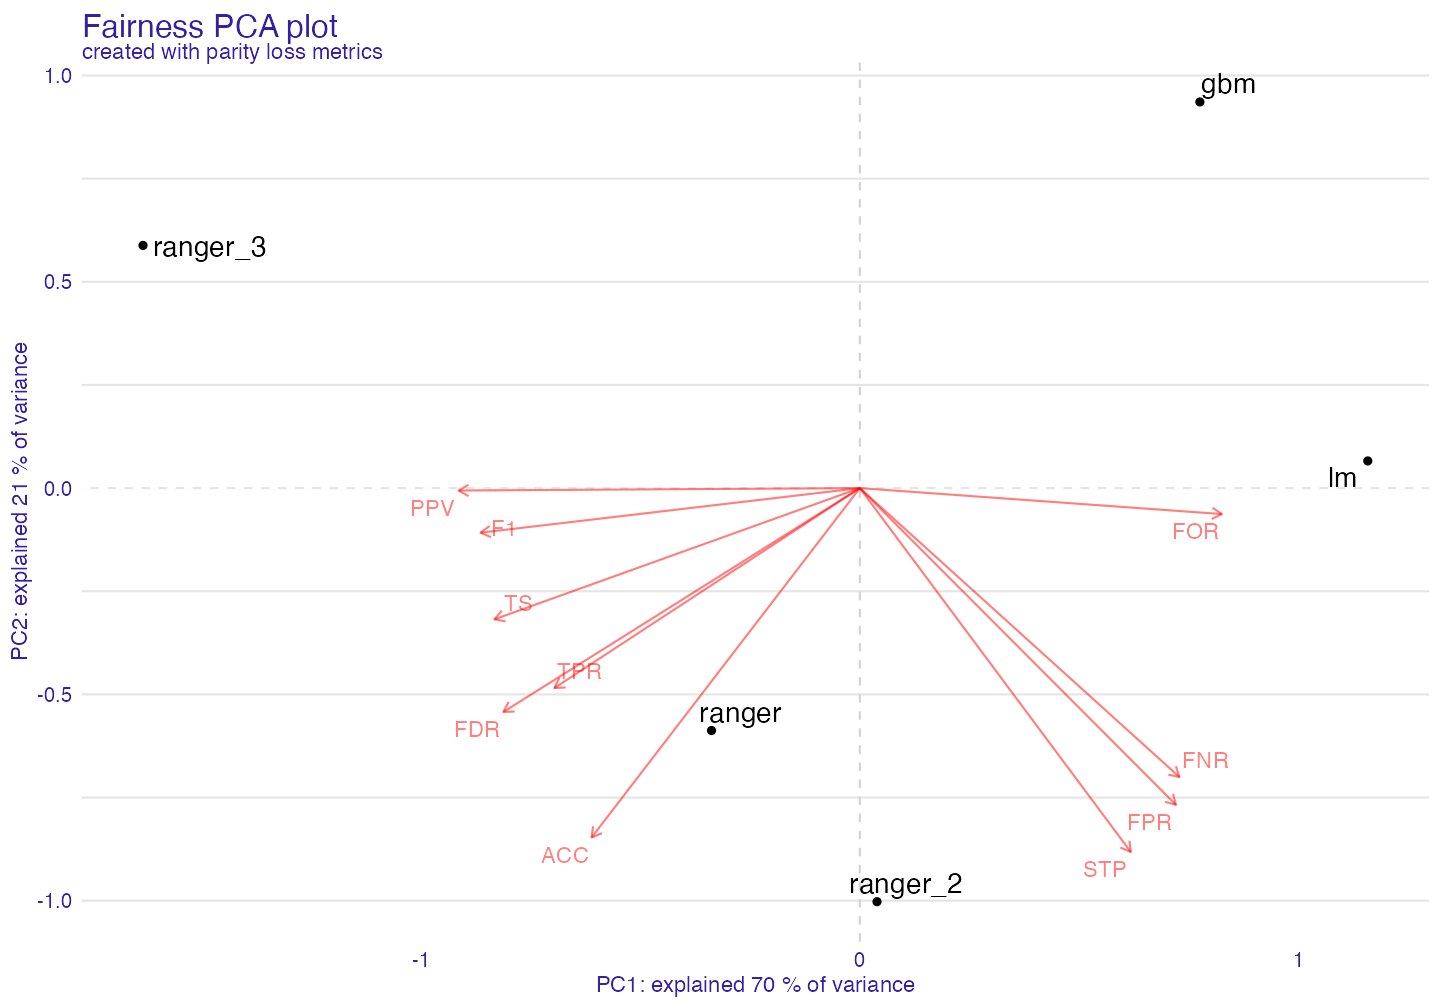 Fairness PCA plot
created with parity loss metrics
1.0
gbm
ranger_3
0.5
PC2: explained 21 % of variance
0.0
lm
PPV
F1
FOR
TS
TPR
-0.5
ranger
FDR
FNR
FPR
ACC
STP
ranger_2
-1.0
-1
0
1
PC1: explained 70 % of variance